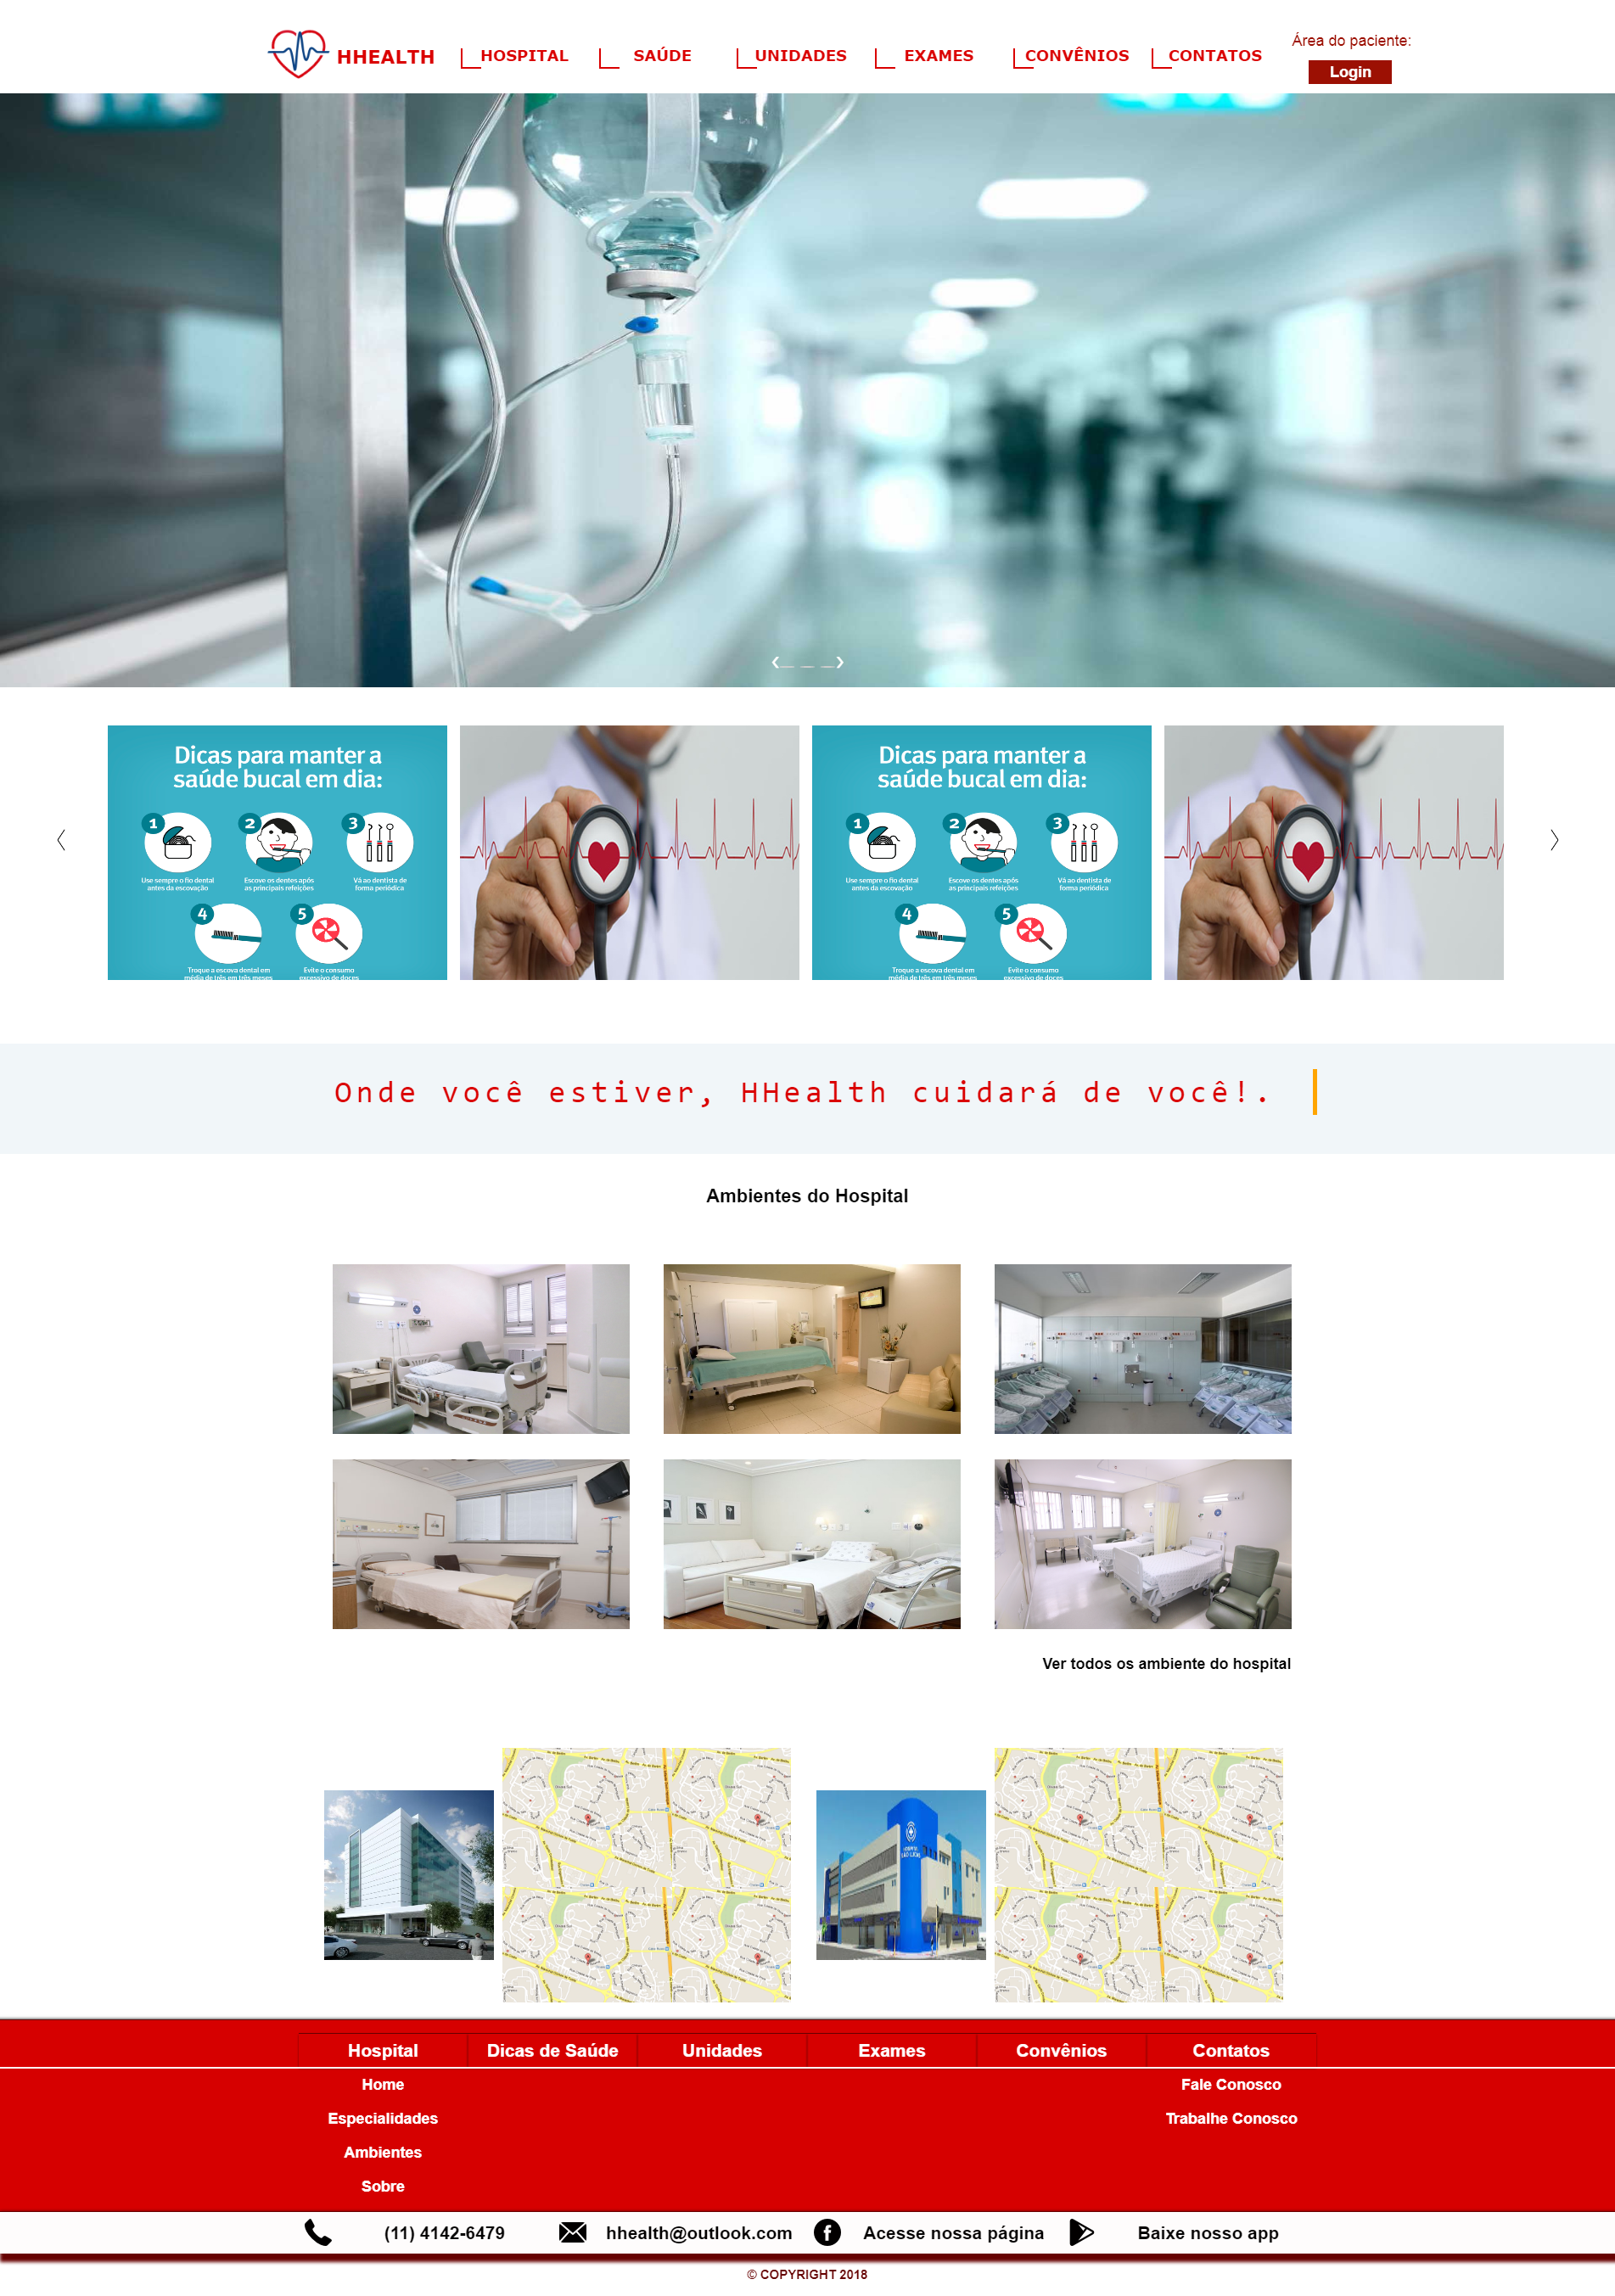 HHEALTH
HOSPITAL
SAÚDE
UNIDADES
EXAMES
CONVÊNIOS
CONTATOS
Área do paciente:
Login
Dicas para manter a
saúde bucal em dia:
1
2
3
Use sempre o fio dental
antes da escovação
Escove os dentes após
as principais refeições
Vá ao dentista de
forma periódica
4
5
Troque a escova dental em
média de três em três meses
Evite o consumo
excessivo de doces
Dicas para manter a
saúde bucal em dia:
1
2
3
Use sempre o fio dental
antes da escovação
Escove os dentes após
as principais refeições
Vá ao dentista de
forma periódica
4
5
Troque a escova dental em
média de três em três meses
Evite o consumo
excessivo de doces
Onde você estiver, HHealth cuidará de você!.
Ambientes do Hospital
Ver todos os ambiente do hospital
Hospital
Dicas de Saúde
Unidades
Exames
Convênios
Contatos
Home
Fale Conosco
Especialidades
Trabalhe Conosco
Ambientes
Sobre
(11) 4142-6479
hhealth@outlook.com
Acesse nossa página
Baixe nosso app
© COPYRIGHT 2018